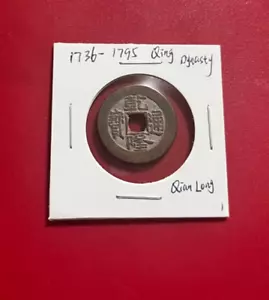 1736- 1795 Qing Dynasty
乾隆通寶
Qian Long